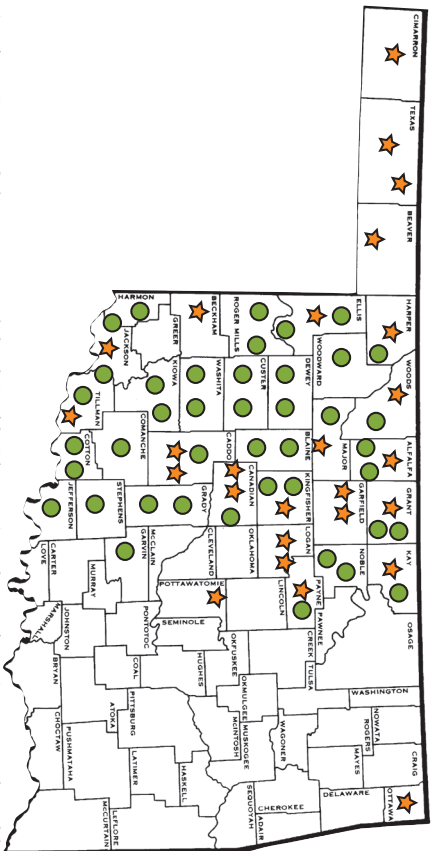 CIMARRON
TEXAS
BEAVER
HARPER
WOODS
ALFALFA
GRANT
KAY
OSAGE
WASHINGTON
NOWATA
CRAIG
OTTAWA
ELLIS
WOODWARD
MAJOR
GARFIELD
NOBLE
PAWNEE
ROGERS
MAYES
DELAWARE
ROGER MILLS
DEWEY
BLAINE
KINGFISHER
LOGAN
PAYNE
CREEK
TULSA
WAGONER
CHEROKEE
ADAIR
CUSTER
CANADIAN
OKLAHOMA
LINCOLN
OKFUSKEE
OKMULGEE
MUSKOGEE
MCINTOSH
SEQUOYAH
BECKHAM
WASHITA
CADDO
GRADY
CLEVELAND
POTTAWATOMIE
SEMINOLE
HUGHES
HASKELL
GREER
KIOWA
MCCLAIN
PONTOTOC
PITTSBURG
LATIMER
LEFLORE
HARMON
JACKSON
COMANCHE
STEPHENS
GARVIN
MURRAY
COAL
ATOKA
PUSHMATAHA
MCCURTAIN
TILLMAN
COTTON
JEFFERSON
CARTER
LOVE
JOHNSTON
MARSHALL
BRYAN
CHOCTAW